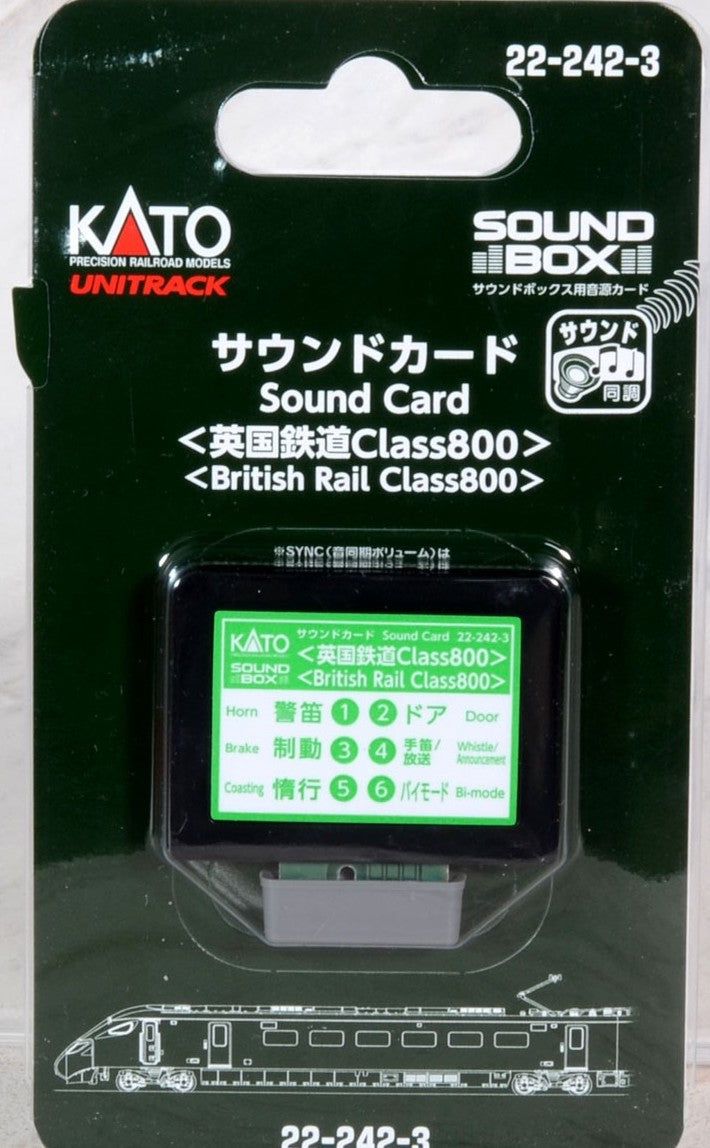 22-242-3
KATO
PRECISION RAILROAD MODELS
UNITRACK
SOUND
BOX
サウンドボックス用音源カード
サウンド
同調
サウンドカード
Sound Card
<英国鉄道Class800>
<British Rail Class800>
※SYNC(音同期ボリューム)は
KATO サウンドカード Sound Card 22-242-3
SOUND BOX <英国鉄道Class800>
<British Rail Class800>
Horn 警笛 1 2 ドア Door
Brake 制動 3 4 手笛/放送 Whistle/Announcement
Coasting 惰行 5 6 バイモード Bi-mode
22-242-3